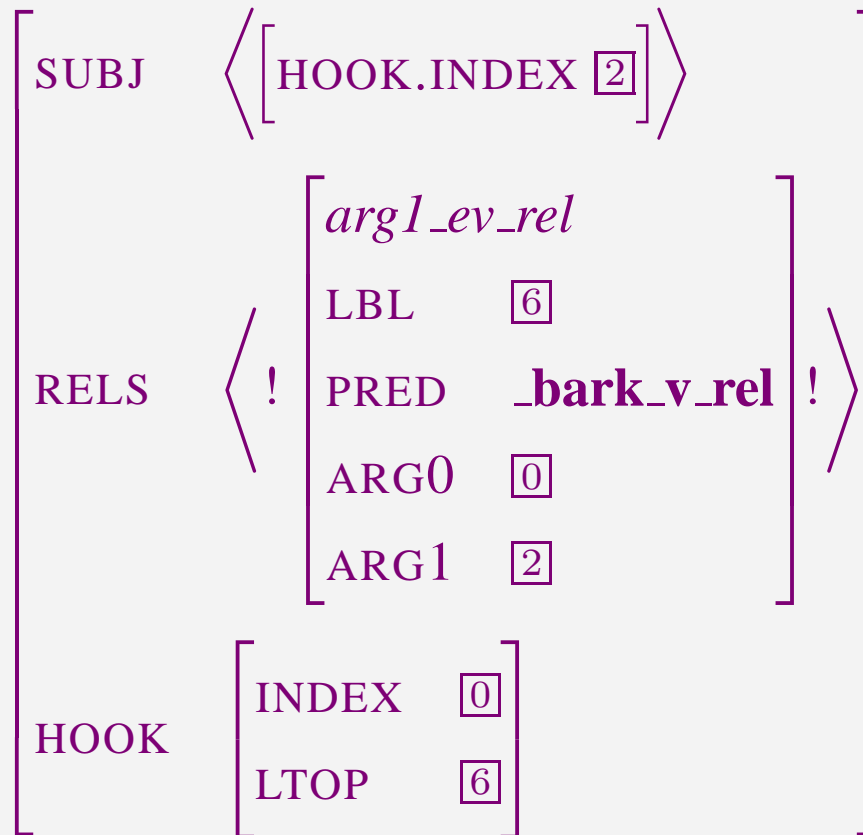 SUBJ ⟨[HOOK.INDEX 2]⟩
arg1_ev_rel
LBL 6
RELS ⟨! PRED _bark_v_rel !⟩
ARG0 0
ARG1 2
INDEX 0
HOOK
LTOP 6